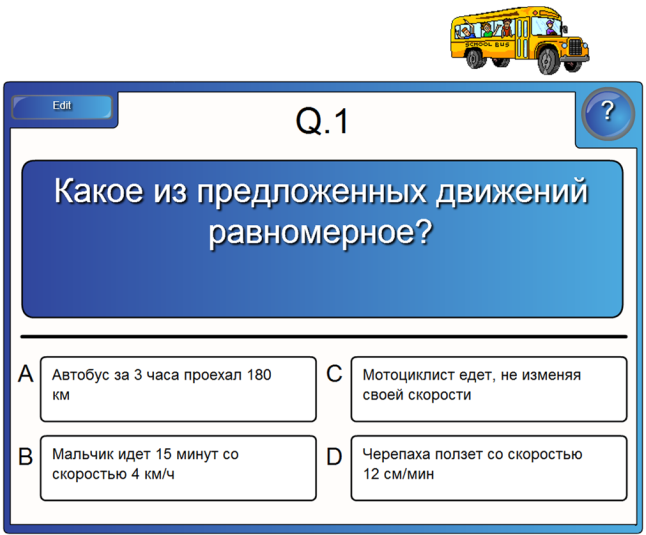 SCHOOL BUS
Edit
?
Q.1
Какое из предложенных движений
равномерное?
A
Автобус за 3 часа проехал 180
км
C
Мотоциклист едет, не изменяя
своей скорости
B
Мальчик идет 15 минут со
скоростью 4 км/ч
D
Черепаха ползет со скоростью
12 см/мин